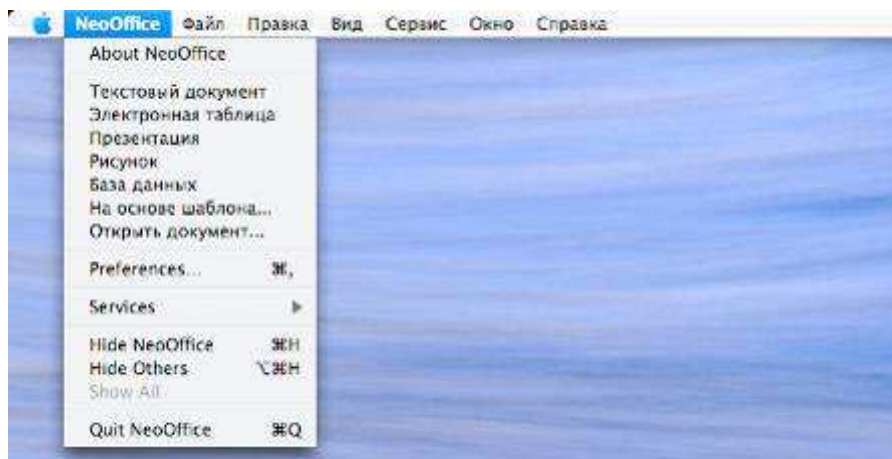 NeoOffice Файл Правка Вид Сервис Окно Справка
About NeoOffice
Текстовый документ
Электронная таблица
Презентация
Рисунок
База данных
На основе шаблона...
Открыть документ...
Preferences... ⌘,
Services ▶
Hide NeoOffice ⌘H
Hide Others ⌥⌘H
Show All
Quit NeoOffice ⌘Q